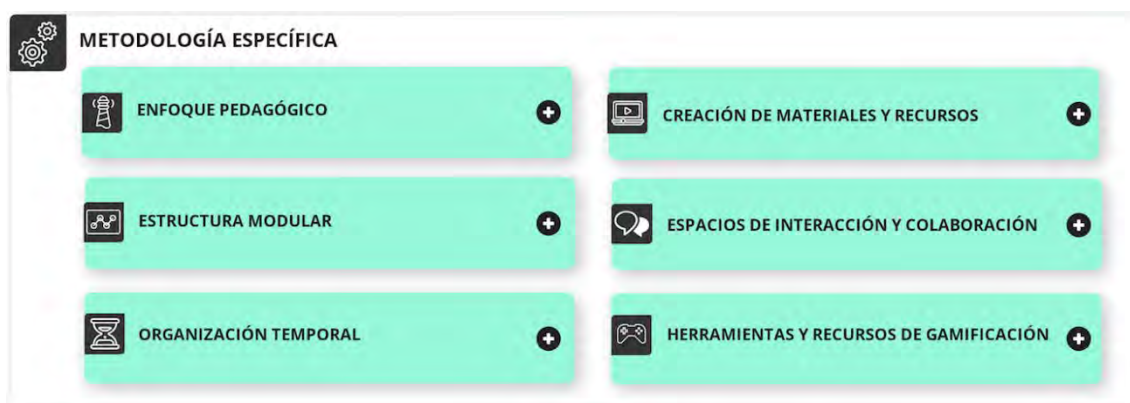 METODOLOGÍA ESPECÍFICA
ENFOQUE PEDAGÓGICO
CREACIÓN DE MATERIALES Y RECURSOS
ESTRUCTURA MODULAR
ESPACIOS DE INTERACCIÓN Y COLABORACIÓN
ORGANIZACIÓN TEMPORAL
HERRAMIENTAS Y RECURSOS DE GAMIFICACIÓN